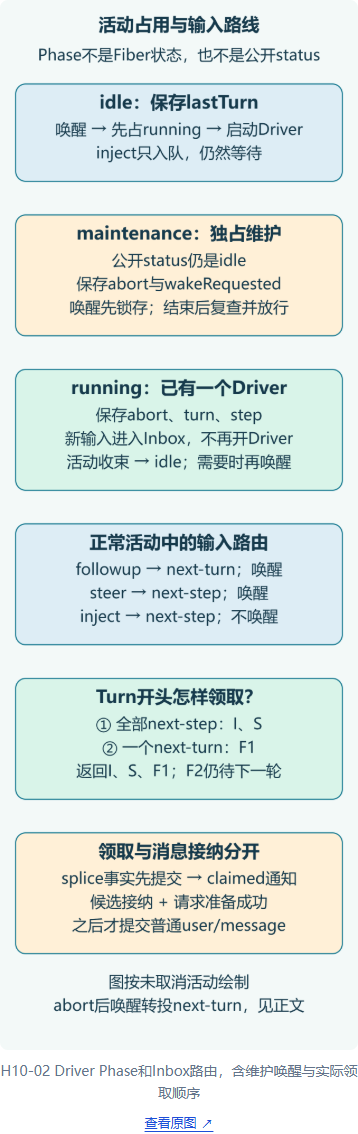 活动占用与输入路线
Phase不是Fiber状态，也不是公开status
idle：保存lastTurn
唤醒 → 先占running → 启动Driver
inject只入队，仍然等待
maintenance：独占维护
公开status仍是idle
保存abort与wakeRequested
唤醒先锁存；结束后复查并放行
running：已有一个Driver
保存abort、turn、step
新输入进入Inbox，不再开Driver
活动收束 → idle；需要时再唤醒
正常活动中的输入路由
followup → next-turn；唤醒
steer → next-step；唤醒
inject → next-step；不唤醒
Turn开头怎样领取？
① 全部next-step：I、S
② 一个next-turn：F1
返回I、S、F1；F2仍待下一轮
领取与消息接纳分开
splice事实先提交 → claimed通知
候选接纳 + 请求准备成功
之后才提交普通user/message
图按未取消活动绘制
abort后唤醒转投next-turn，见正文
H10-02 Driver Phase和Inbox路由，含维护唤醒与实际领
取顺序
查看原图 ↗